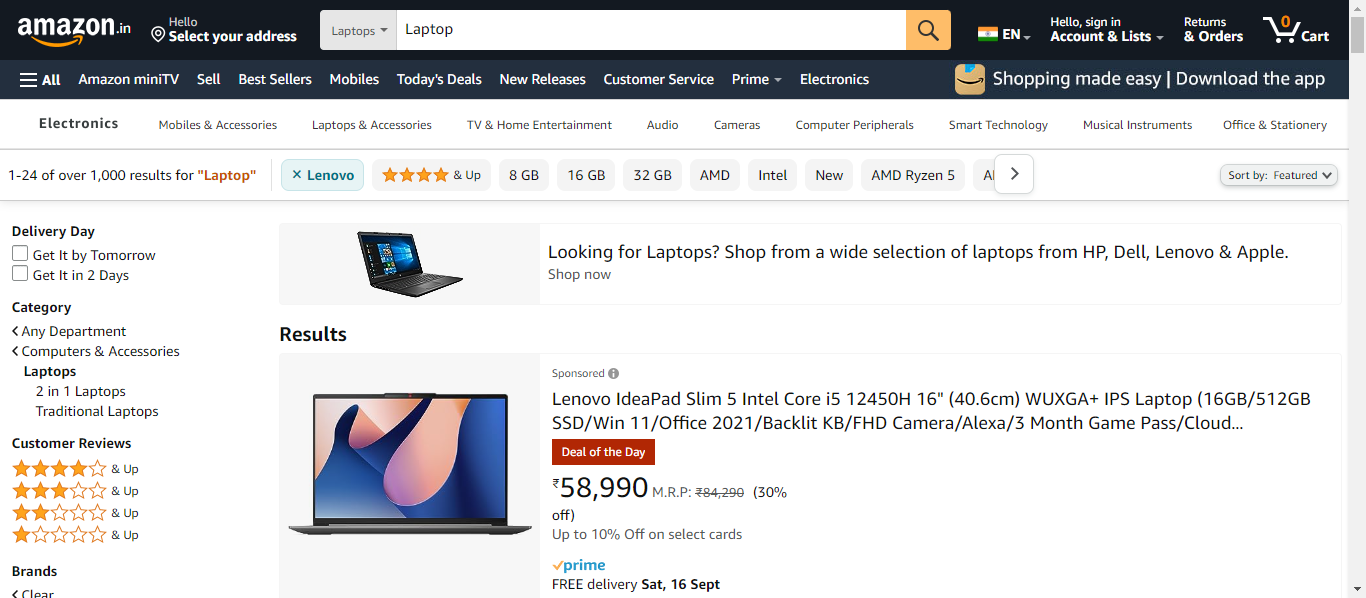 amazon.in
Hello
Select your address
Laptops
Laptop
EN
Hello, sign in
Account & Lists
Returns
& Orders
0
Cart
All
Amazon miniTV
Sell
Best Sellers
Mobiles
Today's Deals
New Releases
Customer Service
Prime
Electronics
Shopping made easy | Download the app
Electronics
Mobiles & Accessories
Laptops & Accessories
TV & Home Entertainment
Audio
Cameras
Computer Peripherals
Smart Technology
Musical Instruments
Office & Stationery
1-24 of over 1,000 results for "Laptop"
× Lenovo
& Up
8 GB
16 GB
32 GB
AMD
Intel
New
AMD Ryzen 5
Sort by: Featured
Delivery Day
Get It by Tomorrow
Get It in 2 Days
Category
Any Department
Computers & Accessories
Laptops
2 in 1 Laptops
Traditional Laptops
Customer Reviews
& Up
& Up
& Up
& Up
Brands
Clear
Looking for Laptops? Shop from a wide selection of laptops from HP, Dell, Lenovo & Apple.
Shop now
Results
Sponsored
Lenovo IdeaPad Slim 5 Intel Core i5 12450H 16" (40.6cm) WUXGA+ IPS Laptop (16GB/512GB
SSD/Win 11/Office 2021/Backlit KB/FHD Camera/Alexa/3 Month Game Pass/Cloud...
Deal of the Day
₹58,990 M.R.P: ₹84,290 (30%
off)
Up to 10% Off on select cards
prime
FREE delivery Sat, 16 Sept